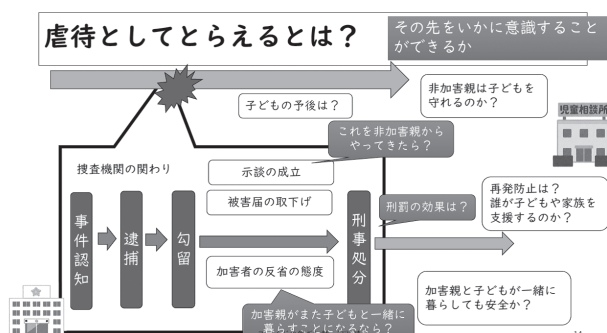 虐待としてとらえるとは？
その先をいかに意識すること
ができるか
子どもの予後は？
非加害親は子どもを
守れるのか？
児童相談所
これを非加害親から
やってきたら？
捜査機関の関わり
示談の成立
被害届の取下げ
事件認知
逮捕
勾留
刑事処分
刑罰の効果は？
再発防止は？
誰が子どもや家族を
支援するのか？
加害者の反省の態度
加害親と子どもが一緒に
暮らしても安全か？
加害親がまた子どもと一緒に
暮らすことになるなら？